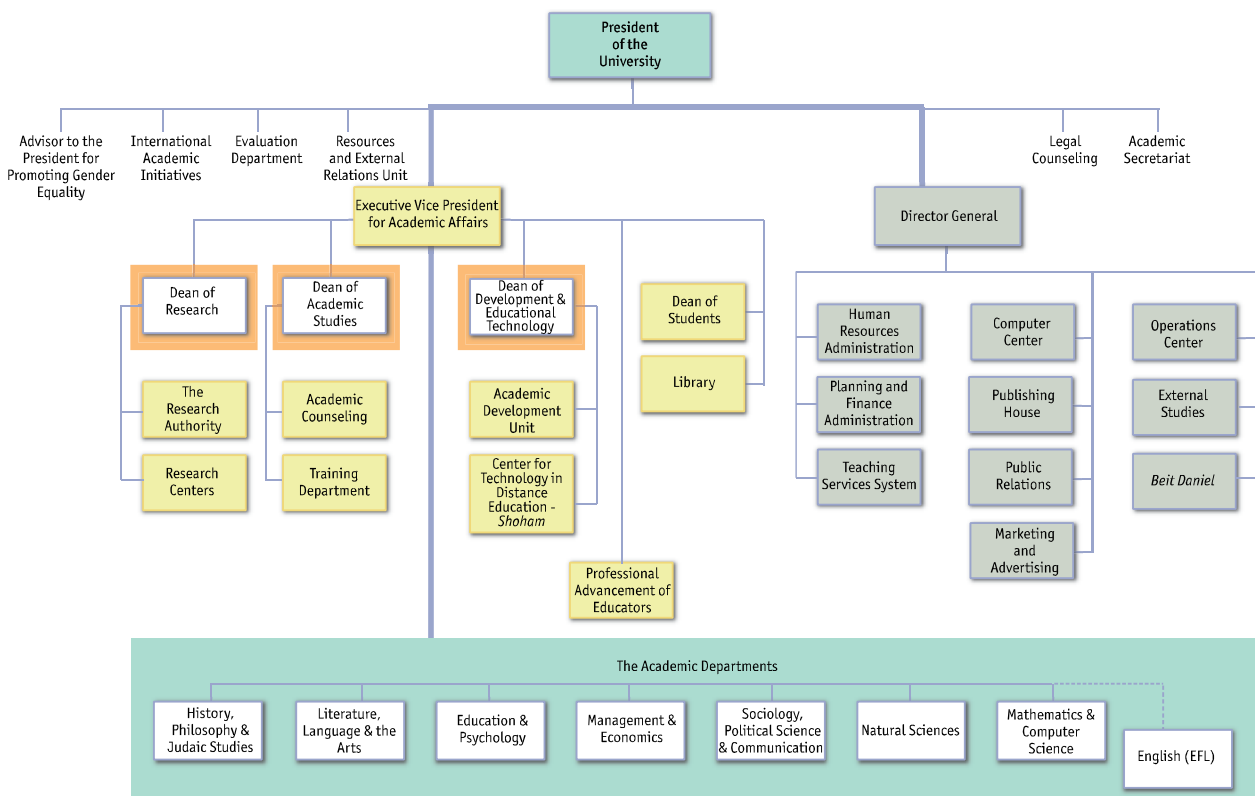 President
of the
University
Advisor to the
President for
Promoting Gender
Equality
International
Academic
Initiatives
Evaluation
Department
Resources
and External
Relations Unit
Legal
Counseling
Academic
Secretariat
Executive Vice President
for Academic Affairs
Director General
Dean of
Research
Dean of
Academic
Studies
Dean of
Development &
Educational
Technology
Dean of
Students
Library
The
Research
Authority
Research
Centers
Academic
Counseling
Training
Department
Academic
Development
Unit
Center for
Technology in
Distance
Education -
Shoham
Professional
Advancement of
Educators
Human
Resources
Administration
Planning and
Finance
Administration
Teaching
Services System
Computer
Center
Publishing
House
Public
Relations
Marketing
and
Advertising
Operations
Center
External
Studies
Beit Daniel
The Academic Departments
History,
Philosophy &
Judaic Studies
Literature,
Language & the
Arts
Education &
Psychology
Management &
Economics
Sociology,
Political Science
& Communication
Natural Sciences
Mathematics &
Computer
Science
English (EFL)